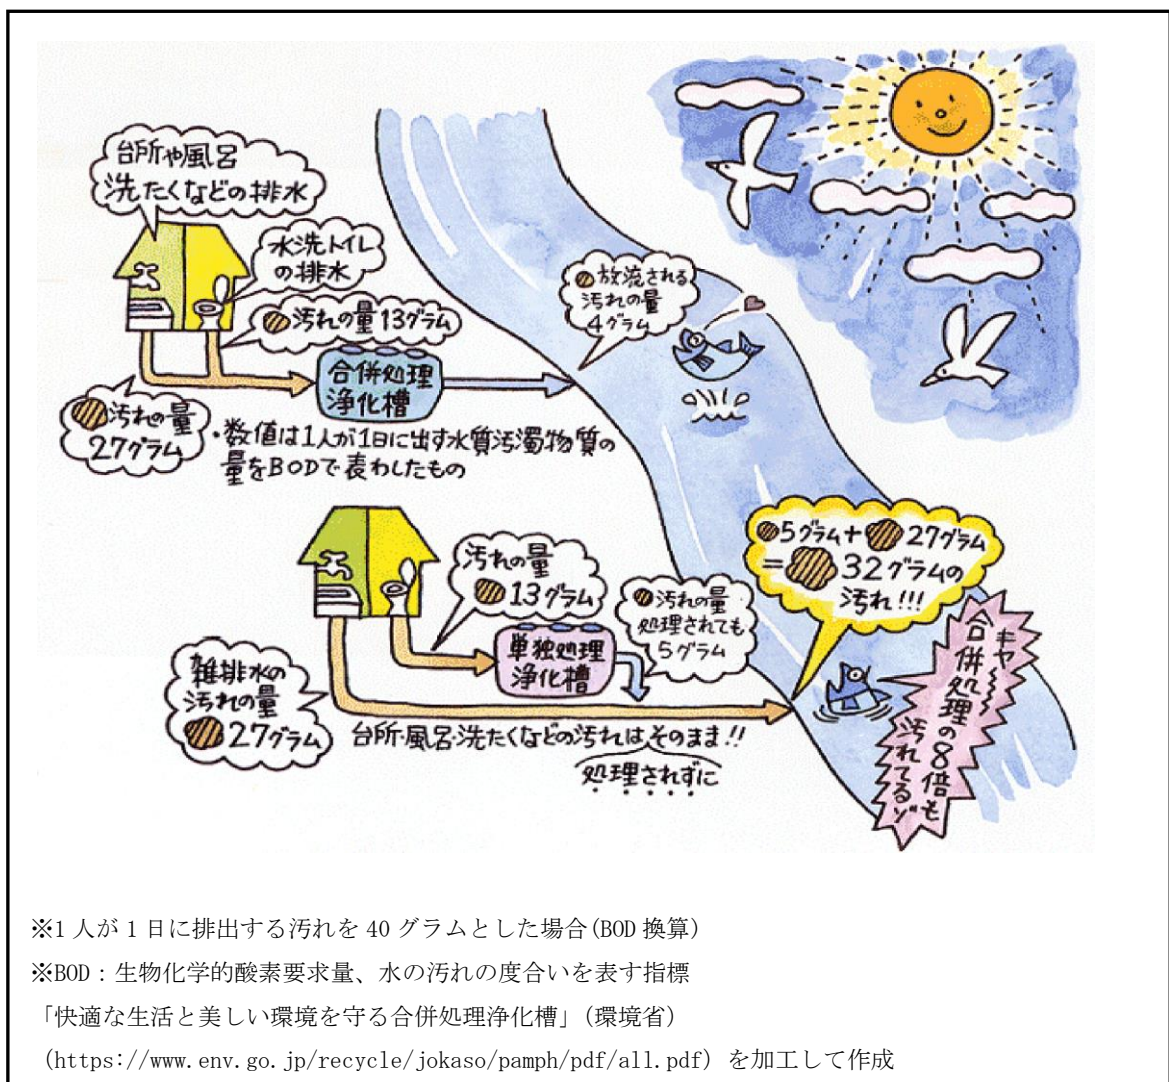 台所や風呂
洗たくなどの排水
水洗トイレ
の排水
汚れの量13グラム
合併処理
浄化槽
汚れの量
27グラム
放流される
汚れの量
4グラム
・数値は1人が1日に出す水質汚濁物質の
量をBODで表わしたもの
汚れの量
13グラム
単独処理
浄化槽
汚れの量
処理されても
5グラム
雑排水の
汚れの量
27グラム
台所・風呂・洗たくなどの汚れはそのまま!!
処理されずに
5グラム+27グラム
=32グラムの
汚れ!!!
キャーーー
合併処理の8倍も
汚れてるゾ
※1人が1日に排出する汚れを40グラムとした場合(BOD換算)
※BOD：生物化学的酸素要求量、水の汚れの度合いを表す指標
「快適な生活と美しい環境を守る合併処理浄化槽」(環境省)
(https://www.env.go.jp/recycle/jokaso/pamph/pdf/all.pdf) を加工して作成